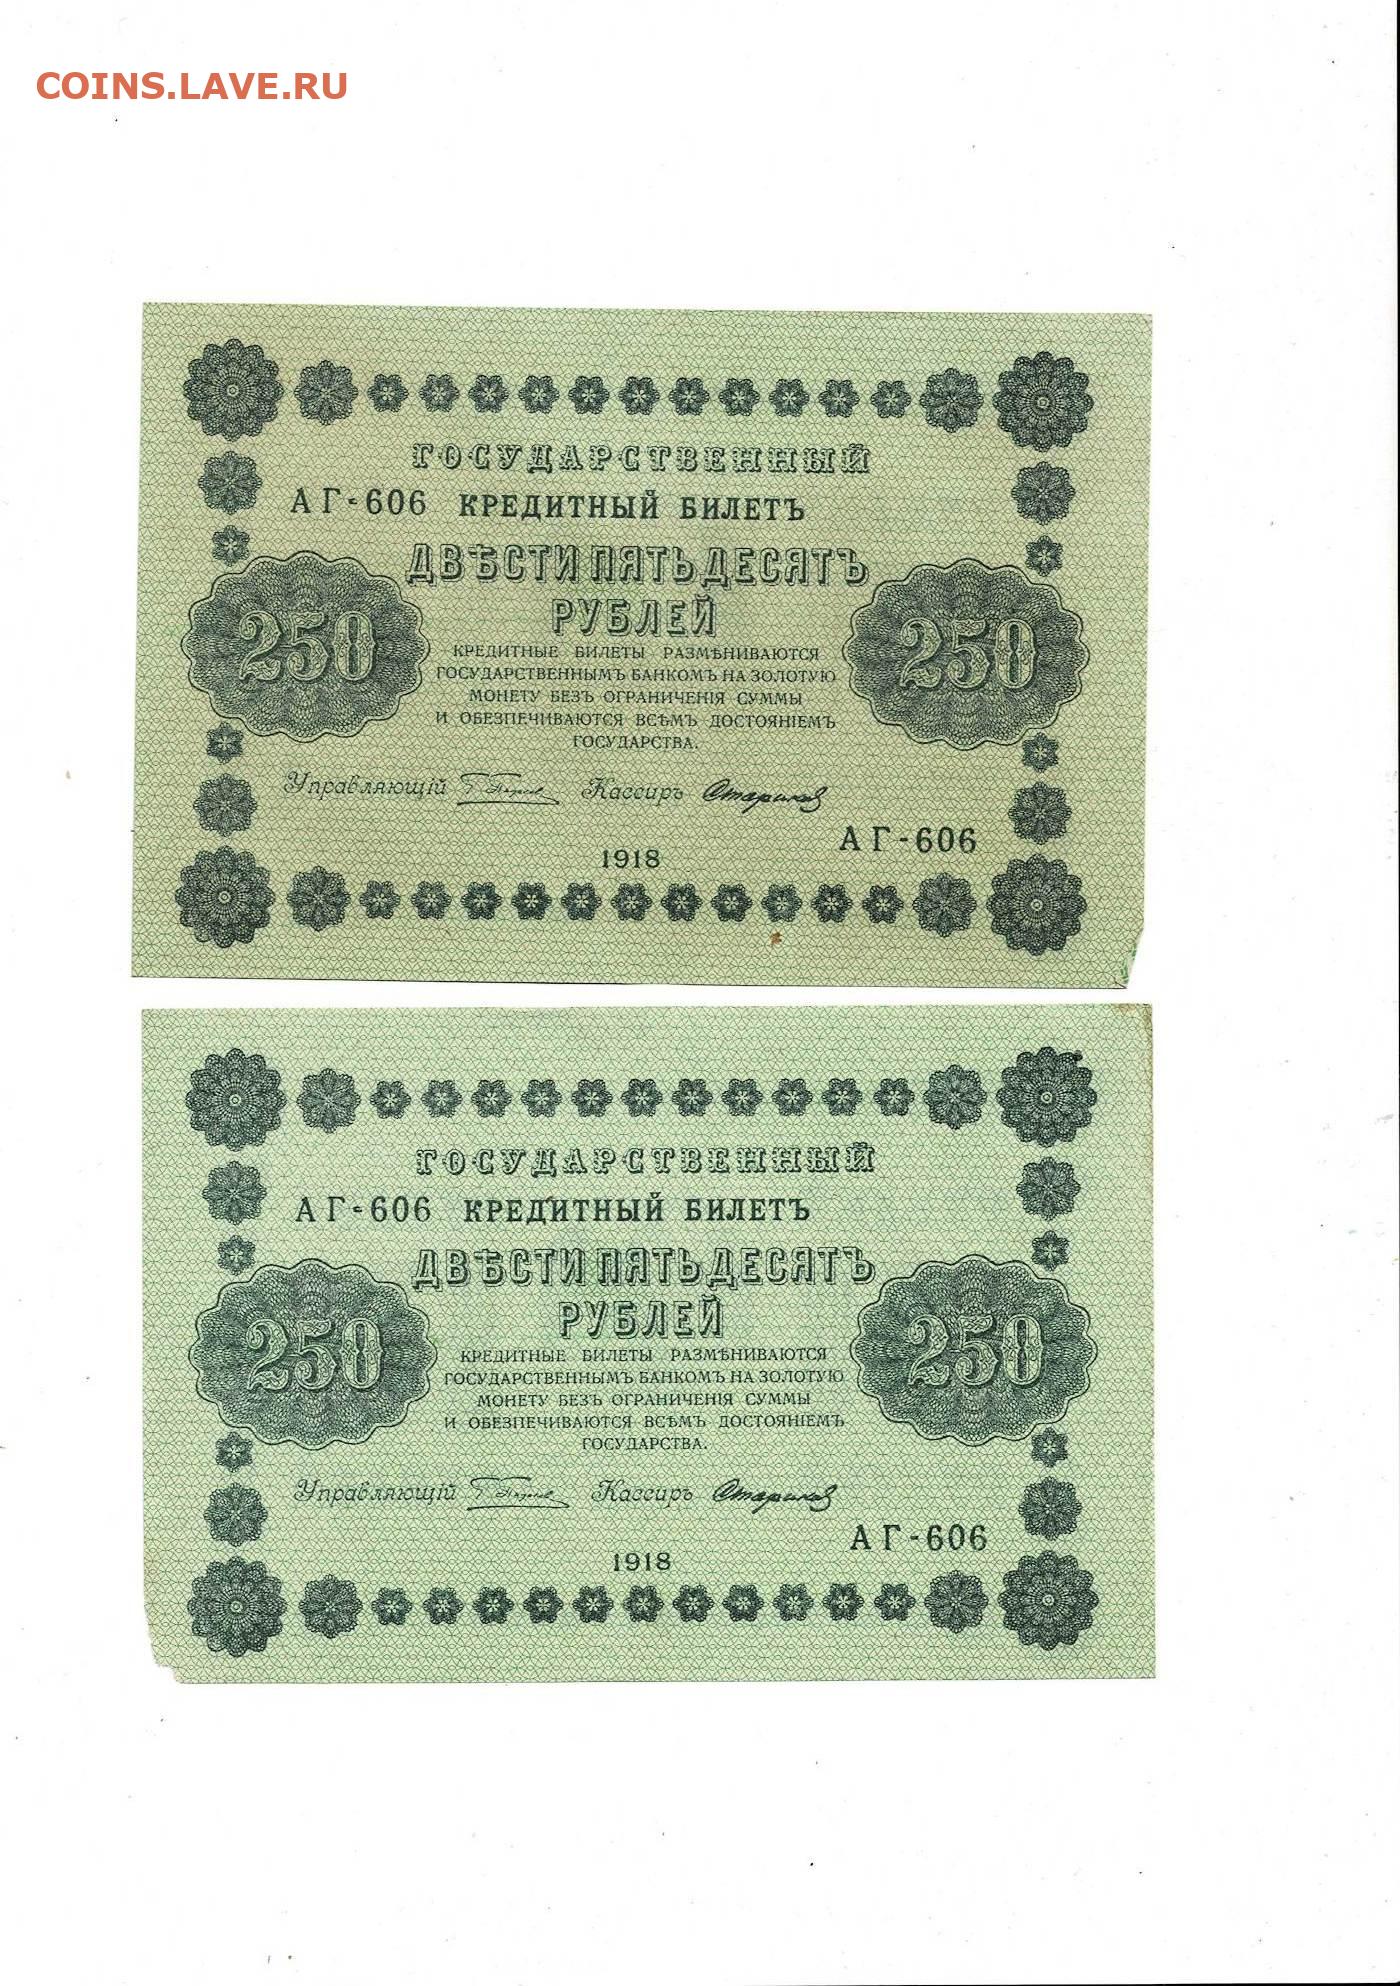 COINS.LAVE.RU
ГОСУДАРСТВЕННЫЙ
АГ-606 КРЕДИТНЫЙ БИЛЕТЪ
ДВѢСТИ ПЯТЬДЕСЯТЪ
РУБЛЕЙ
250 250
КРЕДИТНЫЕ БИЛЕТЫ РАЗМѢНИВАЮТСЯ
ГОСУДАРСТВЕННЫМЪ БАНКОМЪ НА ЗОЛОТУЮ
МОНЕТУ БЕЗЪ ОГРАНИЧЕНІЯ СУММЫ
И ОБЕЗПЕЧИВАЮТСЯ ВСѢМЪ ДОСТОЯНІЕМЪ
ГОСУДАРСТВА.
Управляющій Кассиръ Стариков
АГ-606
1918
ГОСУДАРСТВЕННЫЙ
АГ-606 КРЕДИТНЫЙ БИЛЕТЪ
ДВѢСТИ ПЯТЬДЕСЯТЪ
РУБЛЕЙ
250 250
КРЕДИТНЫЕ БИЛЕТЫ РАЗМѢНИВАЮТСЯ
ГОСУДАРСТВЕННЫМЪ БАНКОМЪ НА ЗОЛОТУЮ
МОНЕТУ БЕЗЪ ОГРАНИЧЕНІЯ СУММЫ
И ОБЕЗПЕЧИВАЮТСЯ ВСѢМЪ ДОСТОЯНІЕМЪ
ГОСУДАРСТВА.
Управляющій Кассиръ Стариков
АГ-606
1918